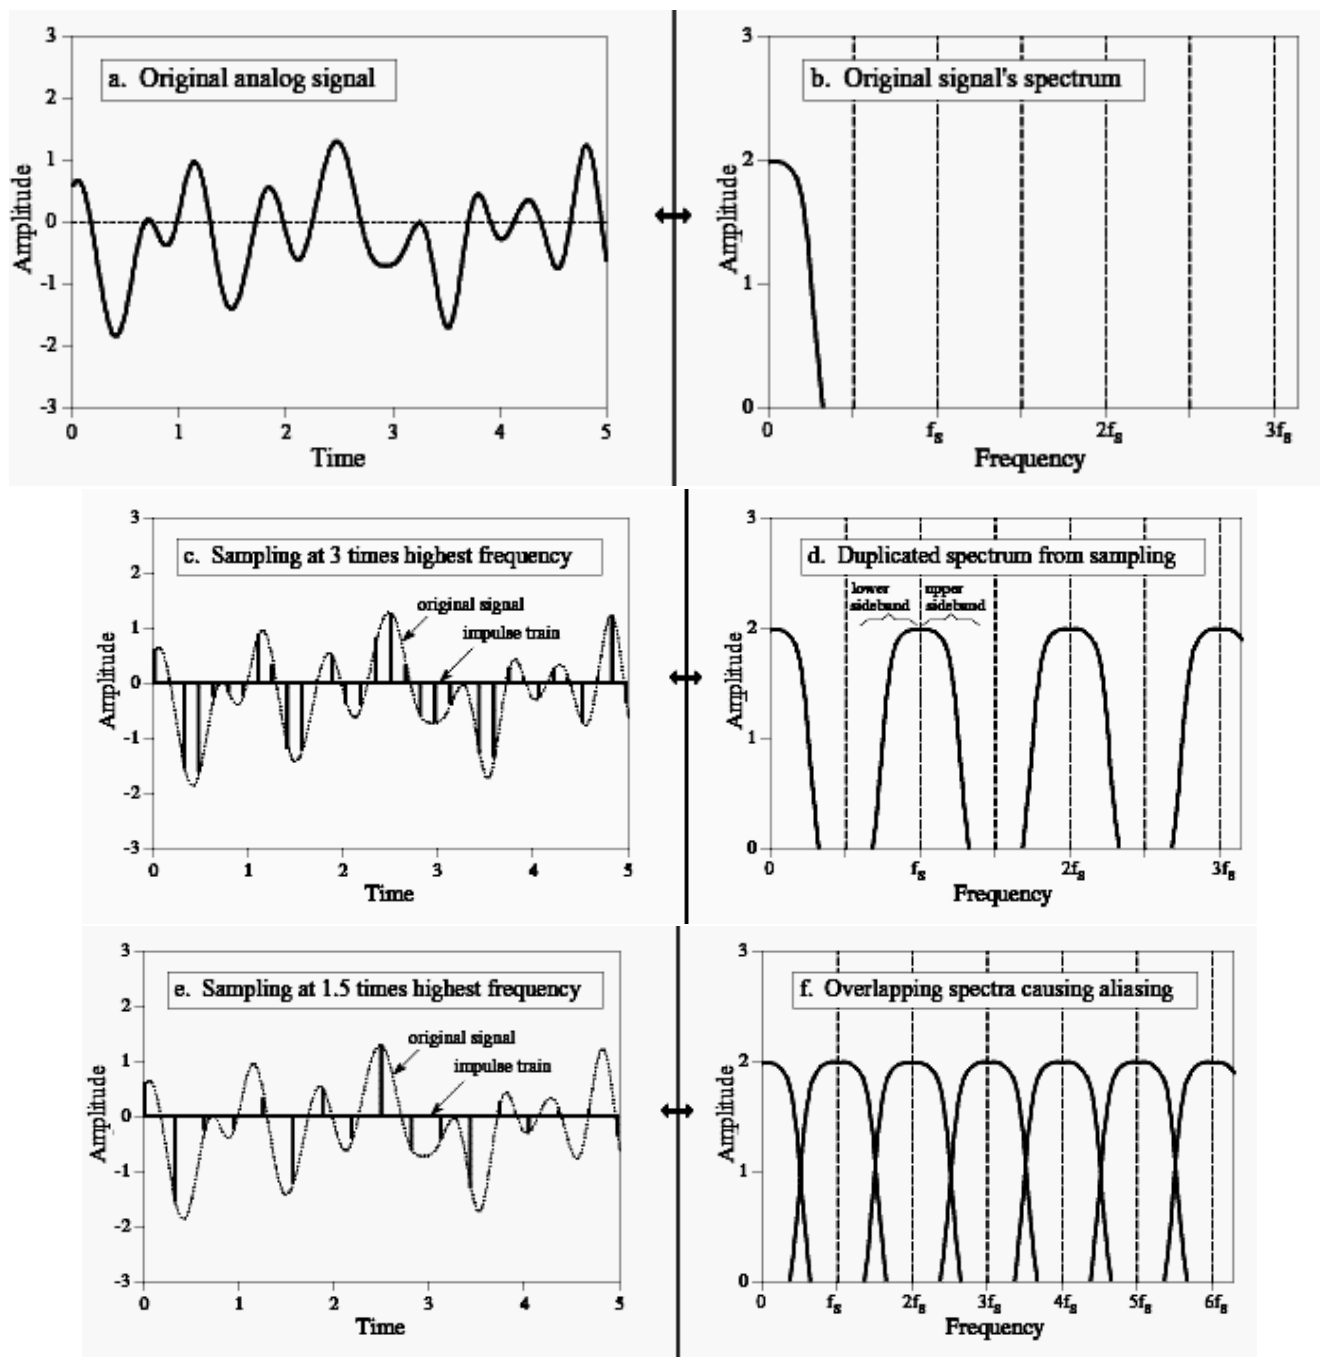 a. Original analog signal
3
2
1
0
-1
-2
-3
Amplitude
0 1 2 3 4 5
Time
b. Original signal's spectrum
3
2
1
0
Amplitude
0 fs 2fs 3fs
Frequency
c. Sampling at 3 times highest frequency
original signal
impulse train
3
2
1
0
-1
-2
-3
Amplitude
0 1 2 3 4 5
Time
d. Duplicated spectrum from sampling
lower
sideband
upper
sideband
3
2
1
0
Amplitude
0 fs 2fs 3fs
Frequency
e. Sampling at 1.5 times highest frequency
original signal
impulse train
3
2
1
0
-1
-2
-3
Amplitude
0 1 2 3 4 5
Time
f. Overlapping spectra causing aliasing
3
2
1
0
Amplitude
0 fs 2fs 3fs 4fs 5fs 6fs
Frequency